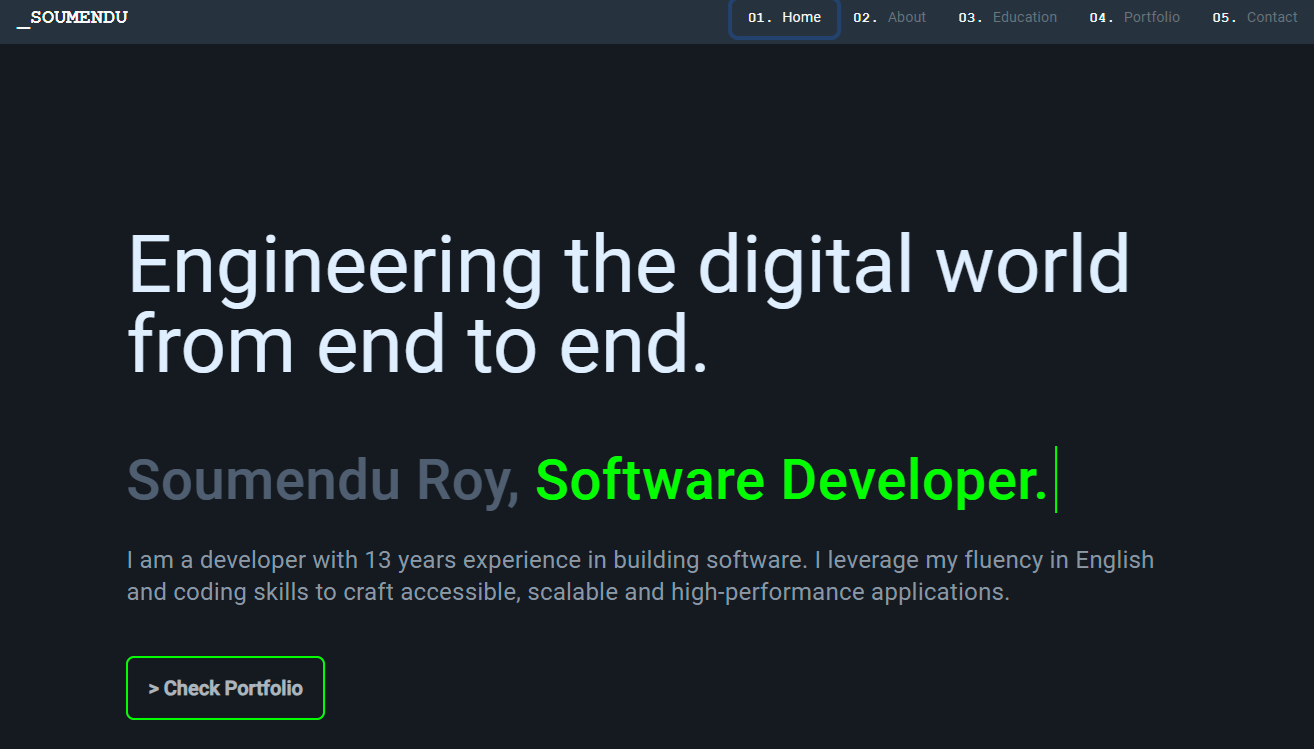 _SOUMENDU
01. Home 02. About 03. Education 04. Portfolio 05. Contact
Engineering the digital world
from end to end.
Soumendu Roy, Software Developer.
I am a developer with 13 years experience in building software. I leverage my fluency in English
and coding skills to craft accessible, scalable and high-performance applications.
> Check Portfolio